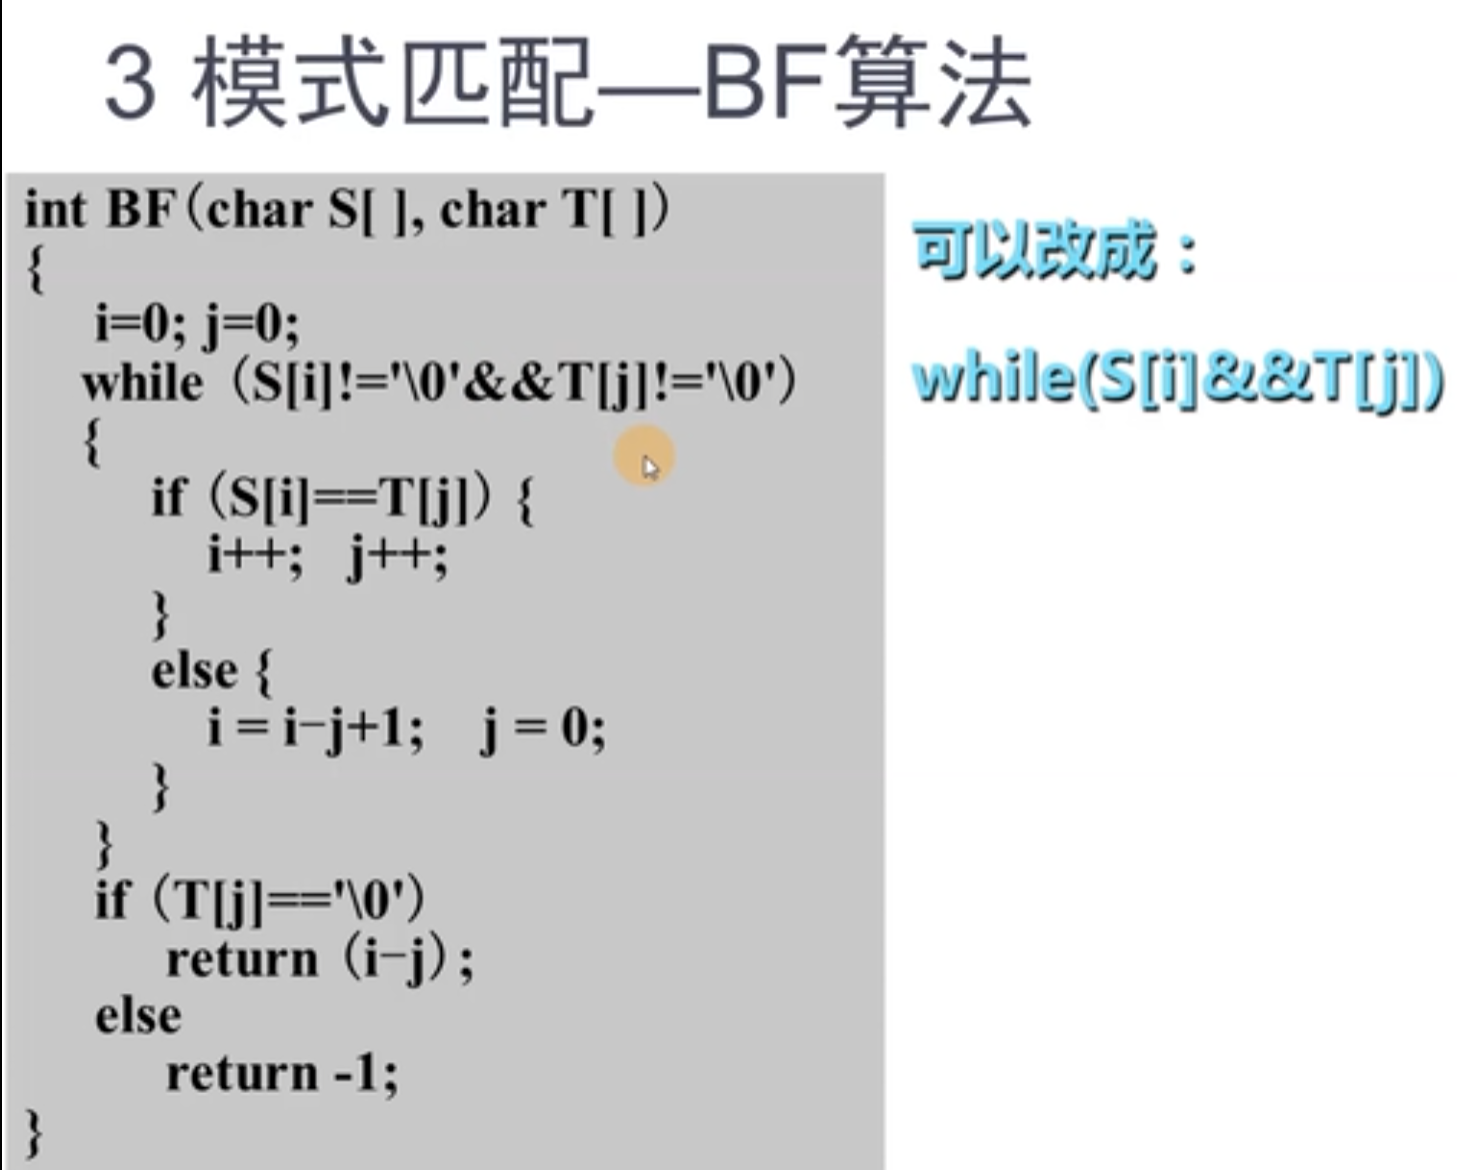 3 模式匹配—BF算法
int BF(char S[ ], char T[ ])
{
i=0; j=0;
while (S[i]!='\0'&&T[j]!='\0')
{
if (S[i]==T[j]) {
i++; j++;
}
else {
i = i-j+1; j = 0;
}
}
if (T[j]=='\0')
return (i-j);
else
return -1;
}
可以改成：
while(S[i]&&T[j])